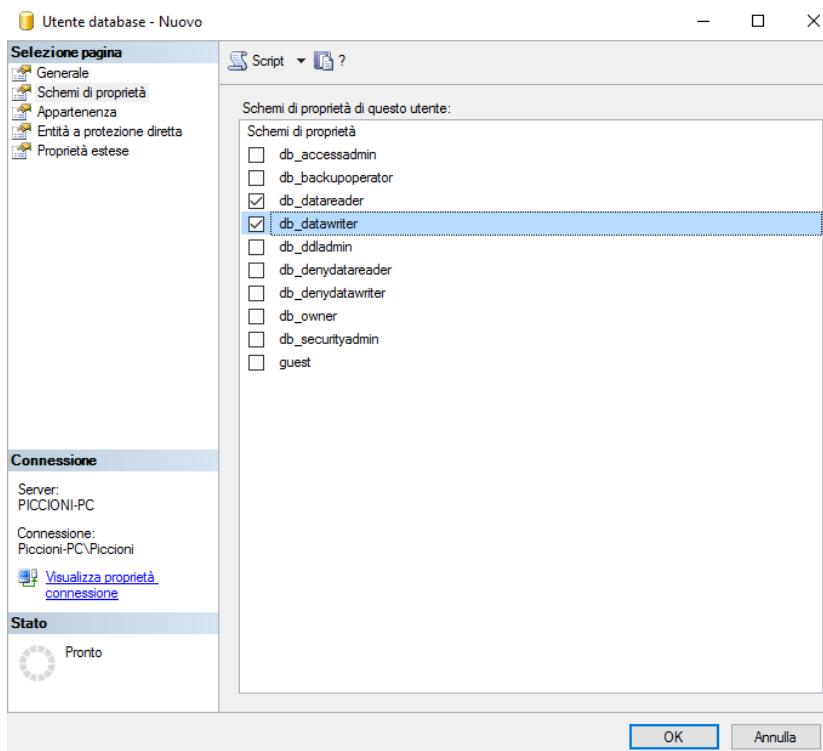 Utente database - Nuovo
Selezione pagina
Generale
Schemi di proprietà
Appartenenza
Entità a protezione diretta
Proprietà estese
Connessione
Server:
PICCIONI-PC
Connessione:
Piccioni-PC\Piccioni
Visualizza proprietà
connessione
Stato
Pronto
Script ?
Schemi di proprietà di questo utente:
Schemi di proprietà
db_accessadmin
db_backupoperator
db_datareader
db_datawriter
db_ddladmin
db_denydatareader
db_denydatawriter
db_owner
db_securityadmin
guest
OK Annulla